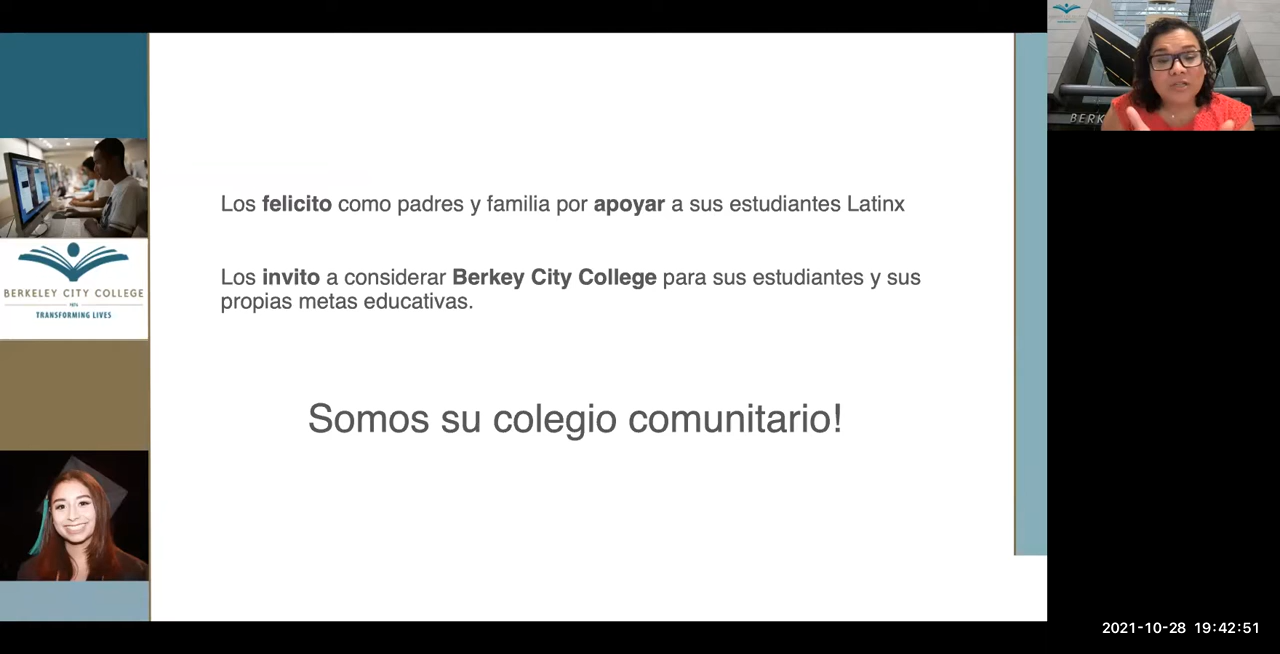 Los felicito como padres y familia por apoyar a sus estudiantes Latinx
Los invito a considerar Berkey City College para sus estudiantes y sus
propias metas educativas.
Somos su colegio comunitario!
BERKELEY CITY COLLEGE
TRANSFORMING LIVES
BERK
2021-10-28 19:42:51